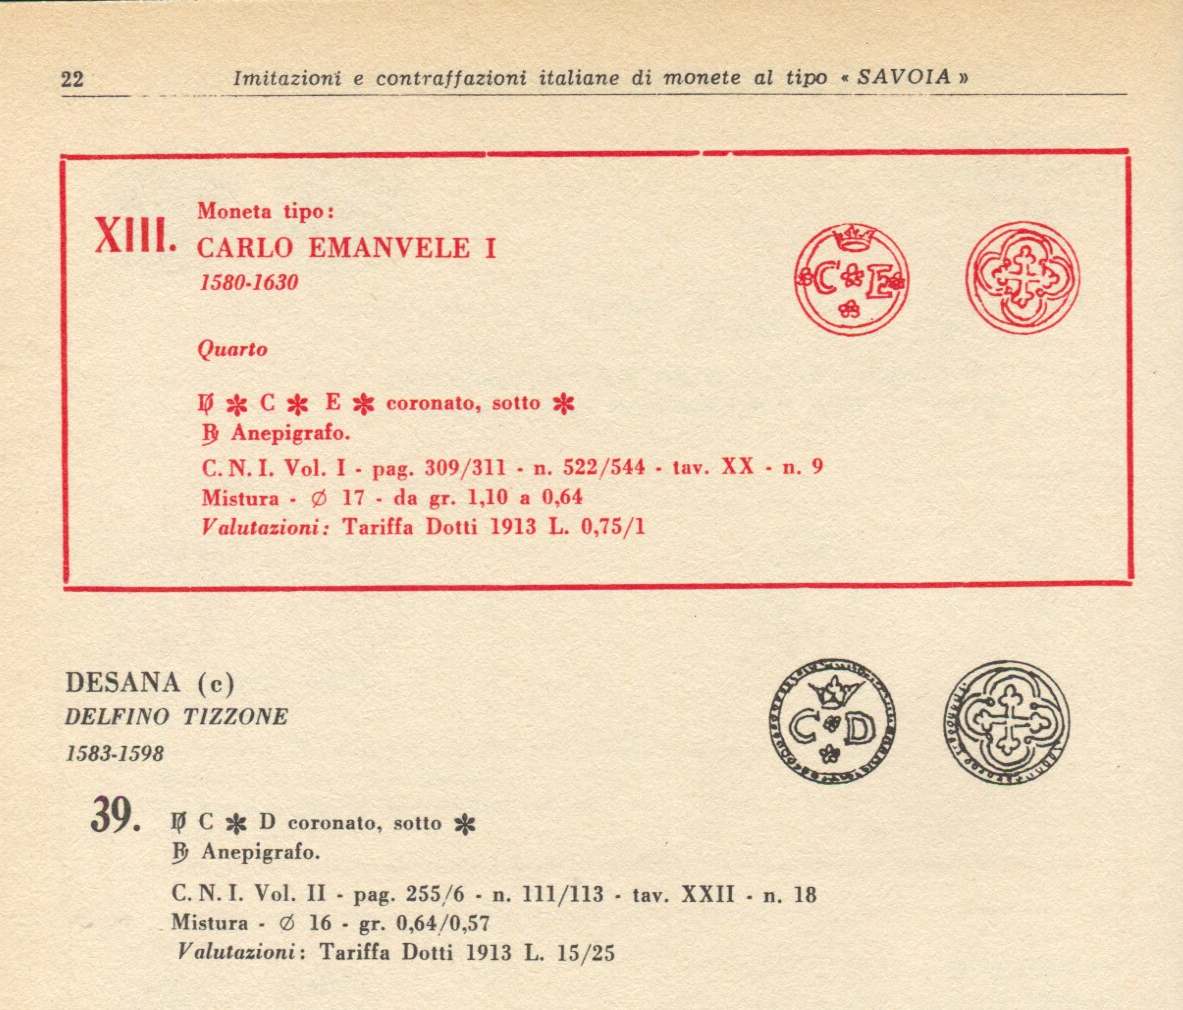 22 Imitazioni e contraffazioni italiane di monete al tipo « SAVOIA »
XIII. Moneta tipo:
CARLO EMANVELE I
1580-1630
C E
Quarto
D/ ✻ C ✻ E ✻ coronato, sotto ✻
R/ Anepigrafo.
C. N. I. Vol. I - pag. 309/311 - n. 522/544 - tav. XX - n. 9
Mistura - ∅ 17 - da gr. 1,10 a 0,64
Valutazioni: Tariffa Dotti 1913 L. 0,75/1
DESANA (c)
DELFINO TIZZONE
1583-1598
C D
39. D/ C ✻ D coronato, sotto ✻
R/ Anepigrafo.
C. N. I. Vol. II - pag. 255/6 - n. 111/113 - tav. XXII - n. 18
Mistura - ∅ 16 - gr. 0,64/0,57
Valutazioni: Tariffa Dotti 1913 L. 15/25